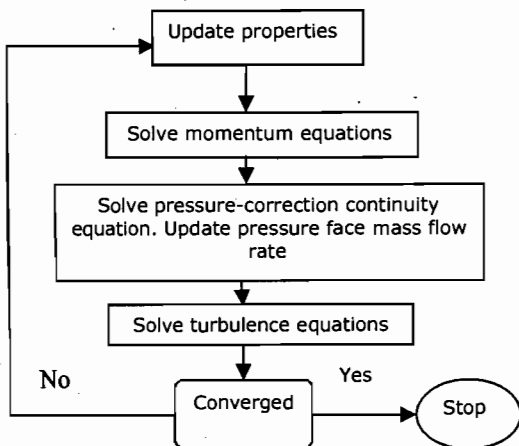 Update properties
Solve momentum equations
Solve pressure-correction continuity
equation. Update pressure face mass flow
rate
Solve turbulence equations
No
Yes
Converged
Stop